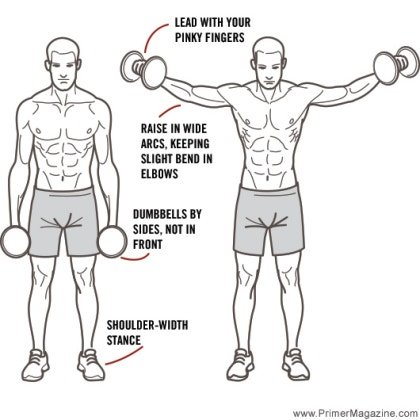 LEAD WITH YOUR
PINKY FINGERS
RAISE IN WIDE
ARCS, KEEPING
SLIGHT BEND IN
ELBOWS
DUMBBELLS BY
SIDES, NOT IN
FRONT
SHOULDER-WIDTH
STANCE
www.PrimerMagazine.com